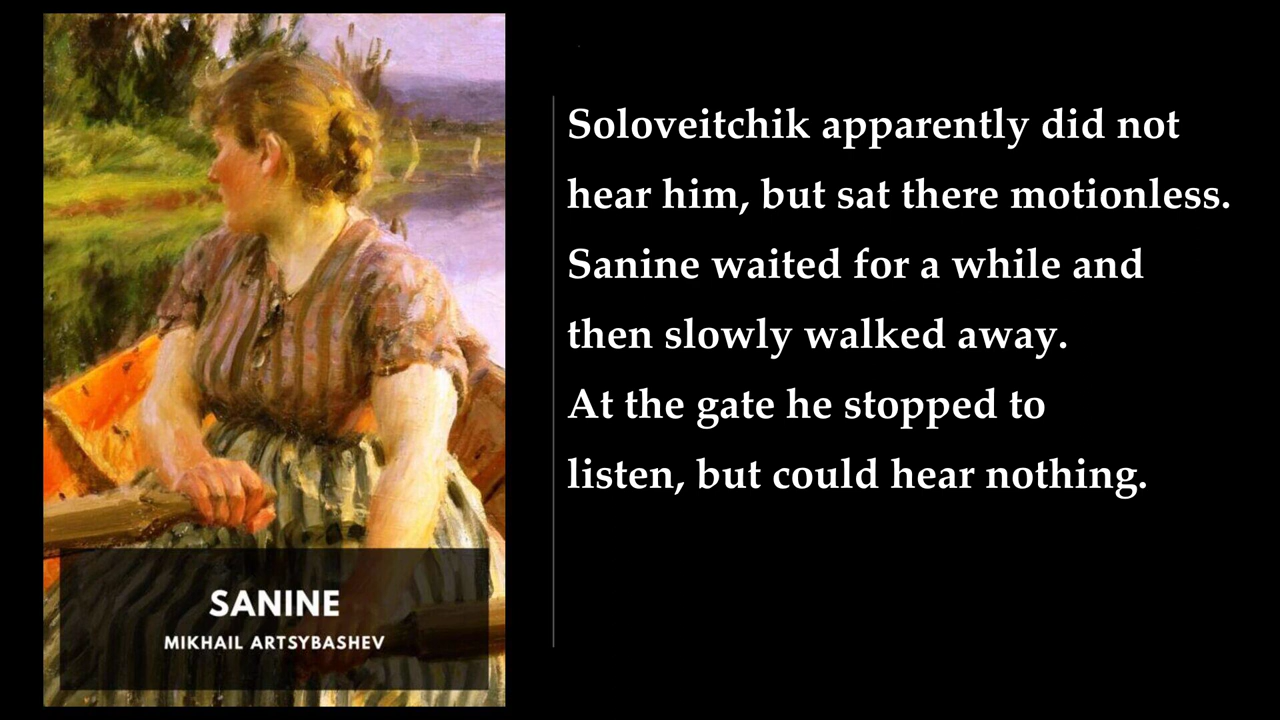 Soloveitchik apparently did not
hear him, but sat there motionless.
Sanine waited for a while and
then slowly walked away.
At the gate he stopped to
listen, but could hear nothing.
SANINE
MIKHAIL ARTSYBASHEV